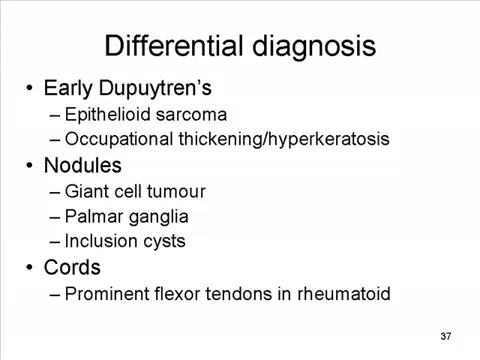 Differential diagnosis
• Early Dupuytren's
– Epithelioid sarcoma
– Occupational thickening/hyperkeratosis
• Nodules
– Giant cell tumour
– Palmar ganglia
– Inclusion cysts
• Cords
– Prominent flexor tendons in rheumatoid
37